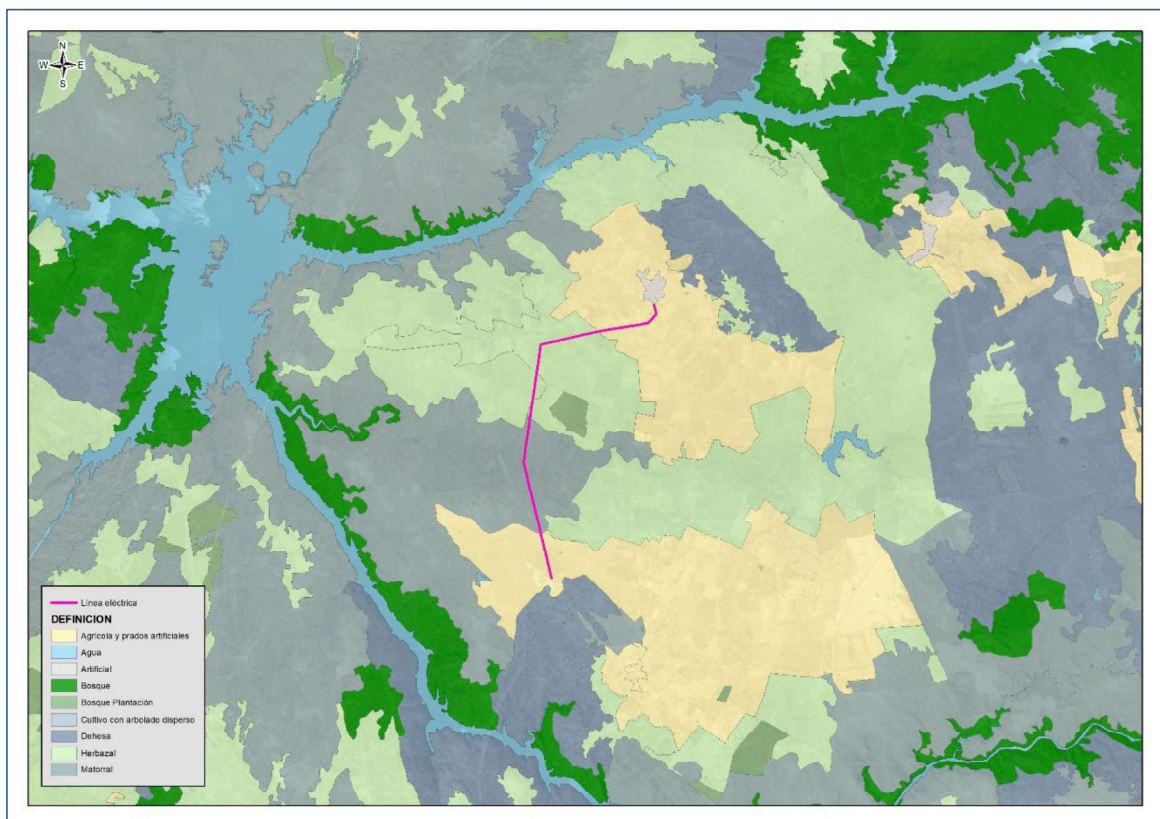 N
W E
S
Línea eléctrica
DEFINICION
Agrícola y prados artificiales
Agua
Artificial
Bosque
Bosque Plantación
Cultivo con arbolado disperso
Dehesa
Herbazal
Matorral